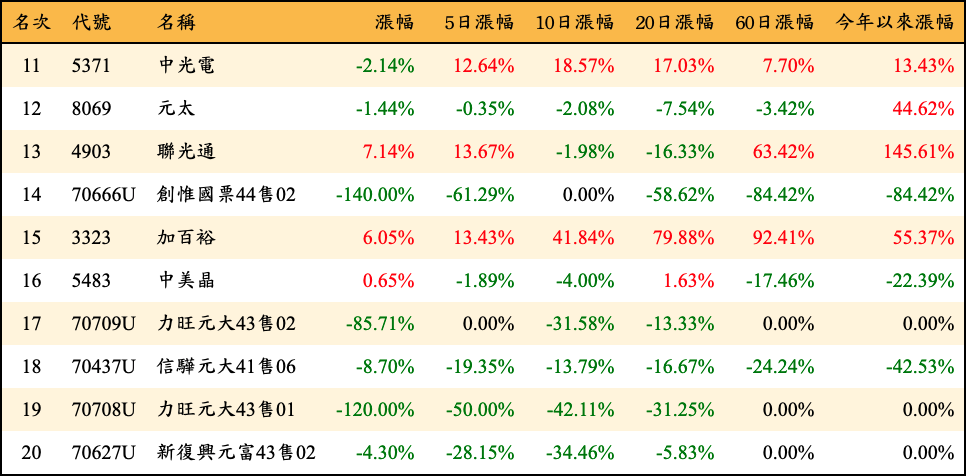 名次 代號 名稱 漲幅 5日漲幅 10日漲幅 20日漲幅 60日漲幅 今年以來漲幅
11 5371 中光電 -2.14% 12.64% 18.57% 17.03% 7.70% 13.43%
12 8069 元太 -1.44% -0.35% -2.08% -7.54% -3.42% 44.62%
13 4903 聯光通 7.14% 13.67% -1.98% -16.33% 63.42% 145.61%
14 70666U 創惟國票44售02 -140.00% -61.29% 0.00% -58.62% -84.42% -84.42%
15 3323 加百裕 6.05% 13.43% 41.84% 79.88% 92.41% 55.37%
16 5483 中美晶 0.65% -1.89% -4.00% 1.63% -17.46% -22.39%
17 70709U 力旺元大43售02 -85.71% 0.00% -31.58% -13.33% 0.00% 0.00%
18 70437U 信驊元大41售06 -8.70% -19.35% -13.79% -16.67% -24.24% -42.53%
19 70708U 力旺元大43售01 -120.00% -50.00% -42.11% -31.25% 0.00% 0.00%
20 70627U 新復興元富43售02 -4.30% -28.15% -34.46% -5.83% 0.00% 0.00%